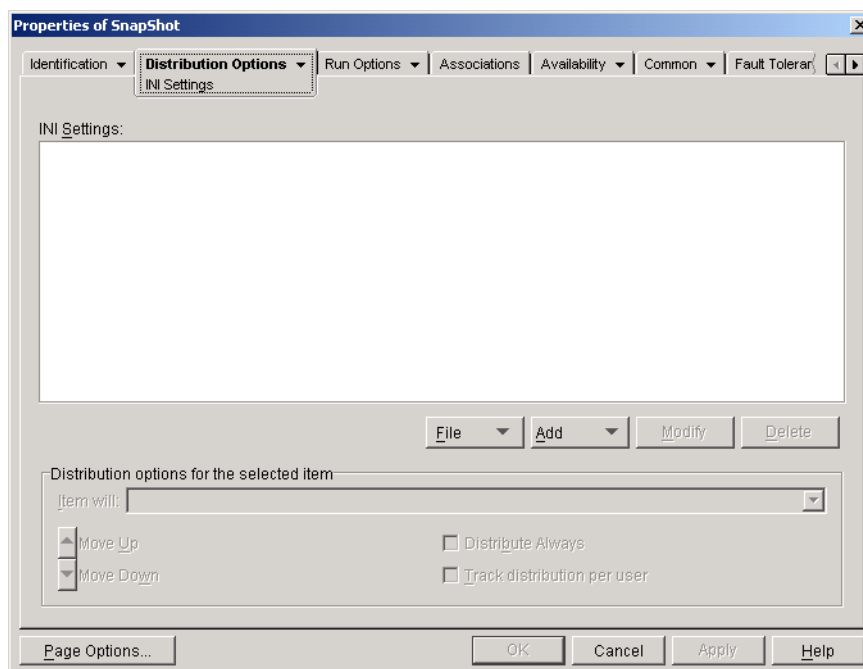 Properties of SnapShot
Identification Distribution Options Run Options Associations Availability Common Fault Toleran
INI Settings
INI Settings:
File Add Modify Delete
Distribution options for the selected item
Item will:
Move Up Distribute Always
Move Down Track distribution per user
Page Options... OK Cancel Apply Help